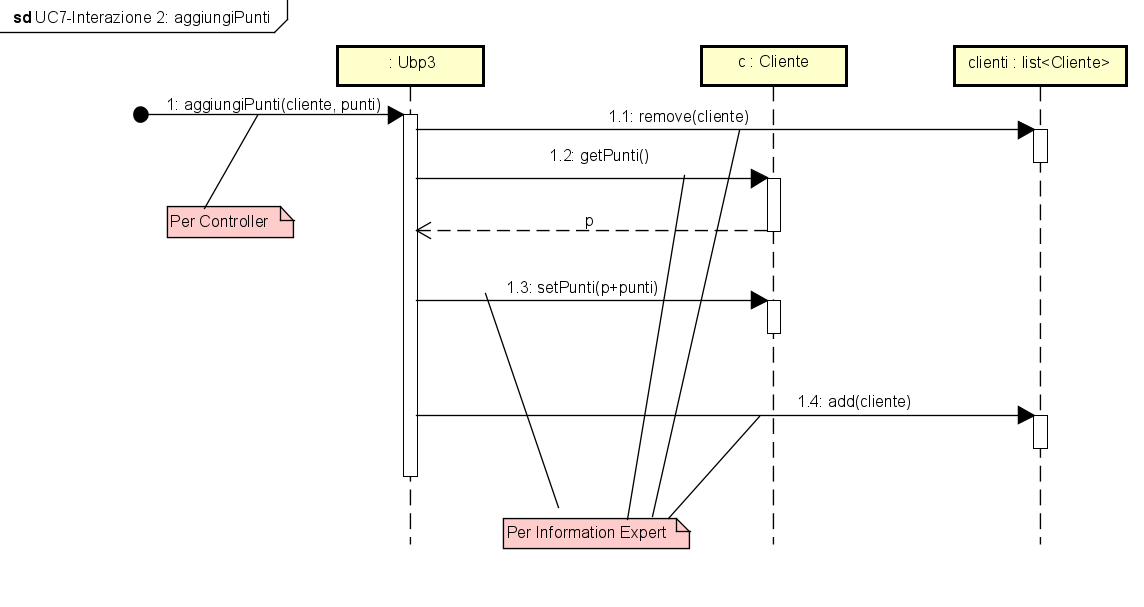 sd UC7-Interazione 2: aggiungiPunti
: Ubp3
c : Cliente
clienti : list<Cliente>
1: aggiungiPunti(cliente, punti)
1.1: remove(cliente)
1.2: getPunti()
Per Controller
p
1.3: setPunti(p+punti)
1.4: add(cliente)
Per Information Expert